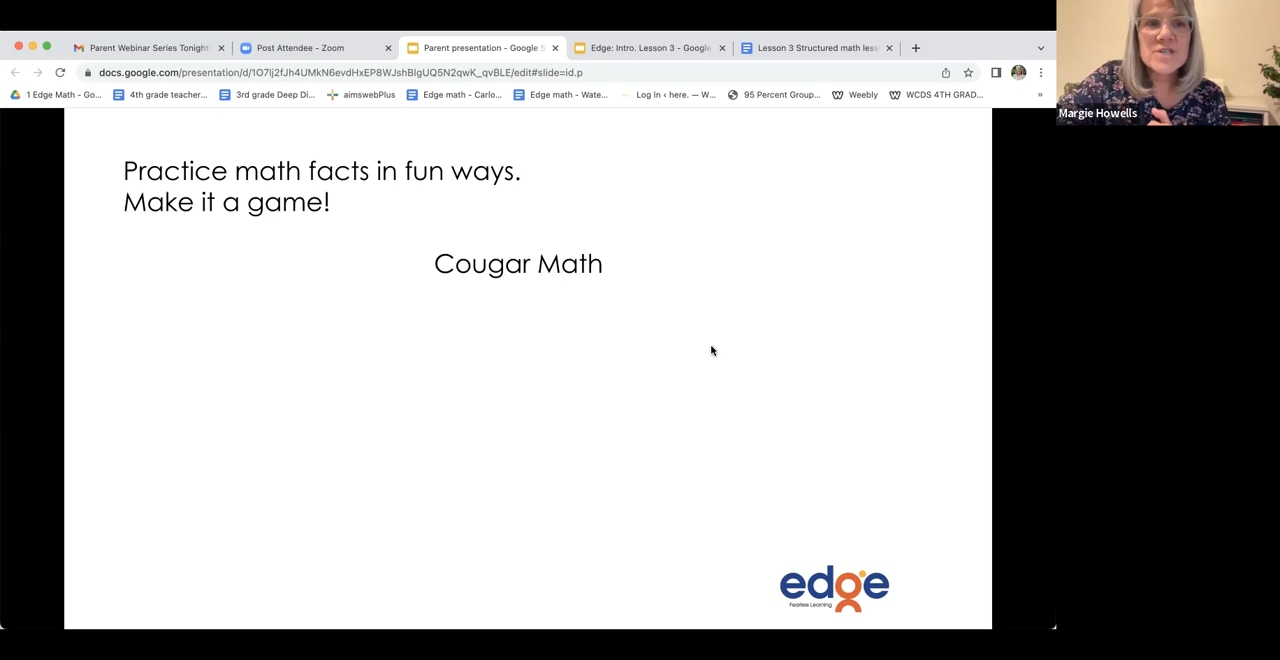 Parent Webinar Series Tonight!
Post Attendee - Zoom
Parent presentation - Google S
Edge: Intro. Lesson 3 - Google
Lesson 3 Structured math less
docs.google.com/presentation/d/1O7Ij2fJh4UMkN6evdHxEP8WJshBIgUQ5N2qwK_qvBLE/edit#slide=id.p
1 Edge Math - Go...
4th grade teacher...
3rd grade Deep Di...
aimswebPlus
Edge math - Carlo...
Edge math - Wate...
Log In ‹ here. — W...
95 Percent Group...
Weebly
WCDS 4TH GRAD...
»
Margie Howells
Practice math facts in fun ways.
Make it a game!
Cougar Math
edge
Fearless Learning